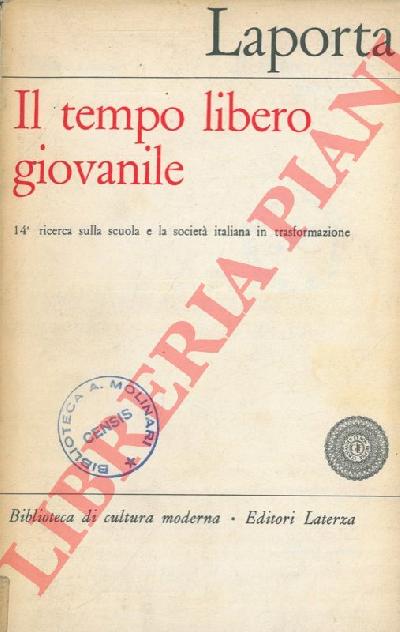 Laporta
Il tempo libero
giovanile
14ª ricerca sulla scuola e la società italiana in trasformazione
BIBLIOTECA A. MOLINARI
CENSIS
Biblioteca di cultura moderna • Editori Laterza
LIBRERIA PIANI